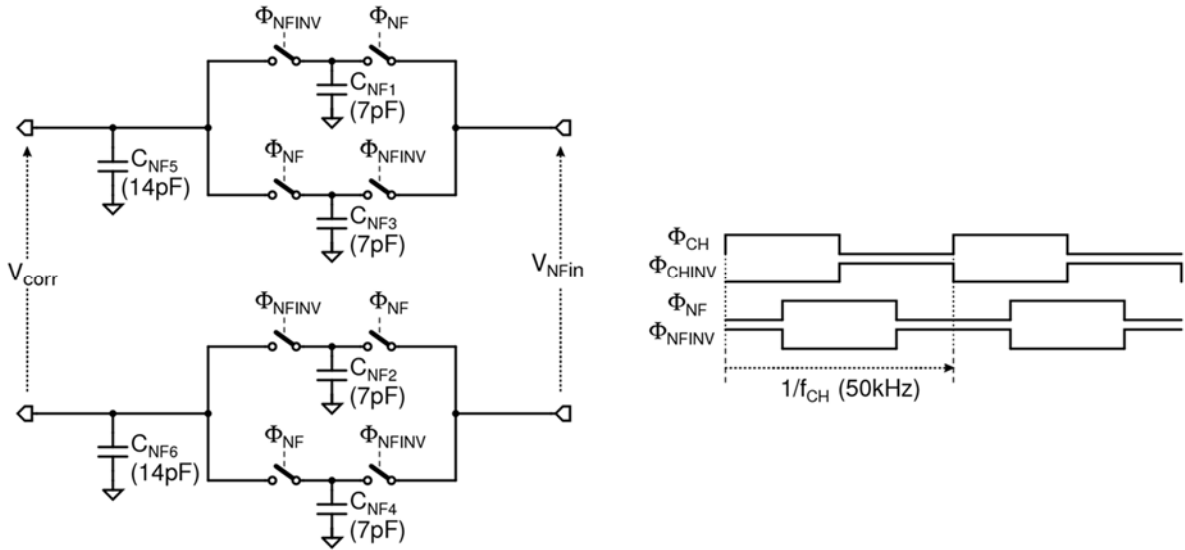 Φ_NFINV Φ_NF
C_NF1
(7pF)
Φ_NF Φ_NFINV
C_NF5
(14pF)
C_NF3
(7pF)
V_corr
V_NFin
Φ_NFINV Φ_NF
C_NF2
(7pF)
Φ_NF Φ_NFINV
C_NF6
(14pF)
C_NF4
(7pF)
Φ_CH
Φ_CHINV
Φ_NF
Φ_NFINV
1/f_CH (50kHz)